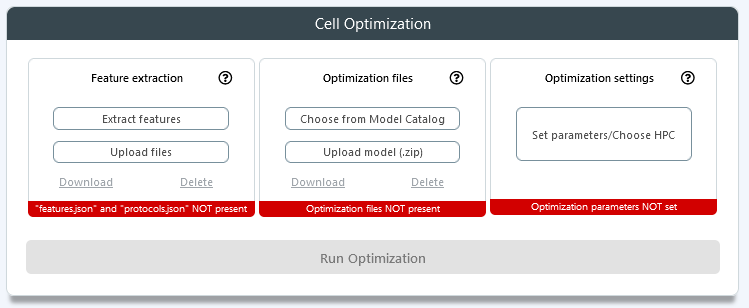 Cell Optimization
Feature extraction ?
Extract features
Upload files
Download Delete
"features.json" and "protocols.json" NOT present
Optimization files ?
Choose from Model Catalog
Upload model (.zip)
Download Delete
Optimization files NOT present
Optimization settings ?
Set parameters/Choose HPC
Optimization parameters NOT set
Run Optimization